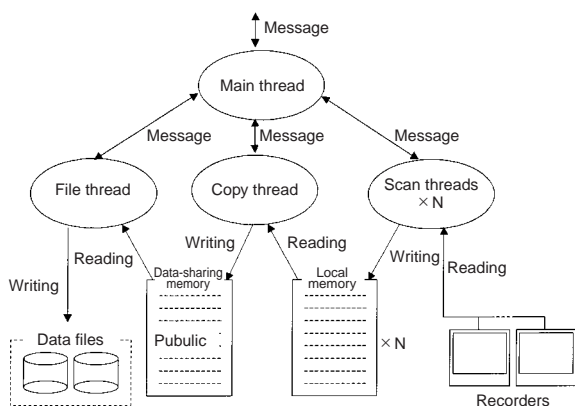 Message
Main thread
Message
Message
Message
File thread
Copy thread
Scan threads
×N
Writing
Reading
Writing
Reading
Data-sharing
memory
Local
memory
Writing
Reading
Data files
Pubulic
×N
Recorders